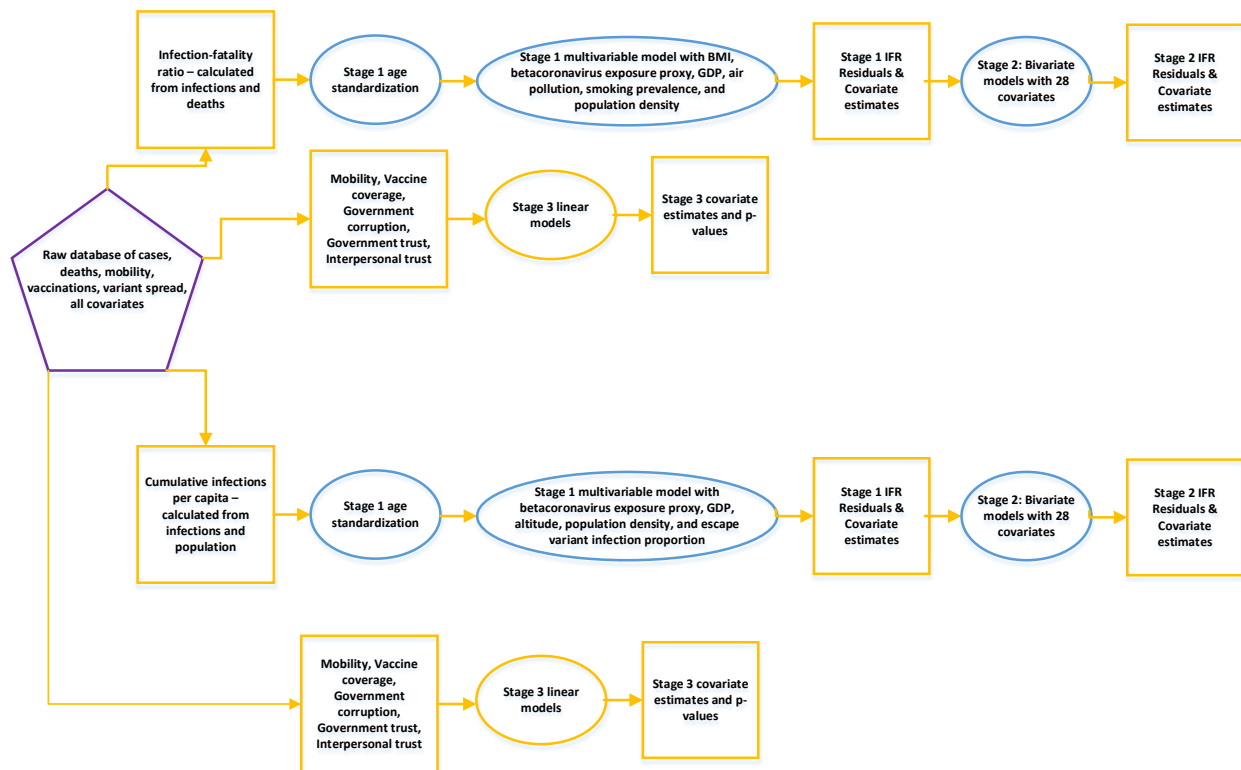 Infection-fatality
ratio – calculated
from infections and
deaths
Stage 1 age
standardization
Stage 1 multivariable model with BMI,
betacoronavirus exposure proxy, GDP, air
pollution, smoking prevalence, and
population density
Stage 1 IFR
Residuals &
Covariate
estimates
Stage 2: Bivariate
models with 28
covariates
Stage 2 IFR
Residuals &
Covariate
estimates
Mobility, Vaccine
coverage,
Government
corruption,
Government trust,
Interpersonal trust
Stage 3 linear
models
Stage 3 covariate
estimates and p-
values
Raw database of cases,
deaths, mobility,
vaccinations, variant spread,
all covariates
Cumulative infections
per capita –
calculated from
infections and
population
Stage 1 age
standardization
Stage 1 multivariable model with
betacoronavirus exposure proxy, GDP,
altitude, population density, and escape
variant infection proportion
Stage 1 IFR
Residuals &
Covariate
estimates
Stage 2: Bivariate
models with 28
covariates
Stage 2 IFR
Residuals &
Covariate
estimates
Mobility, Vaccine
coverage,
Government
corruption,
Government trust,
Interpersonal trust
Stage 3 linear
models
Stage 3 covariate
estimates and p-
values